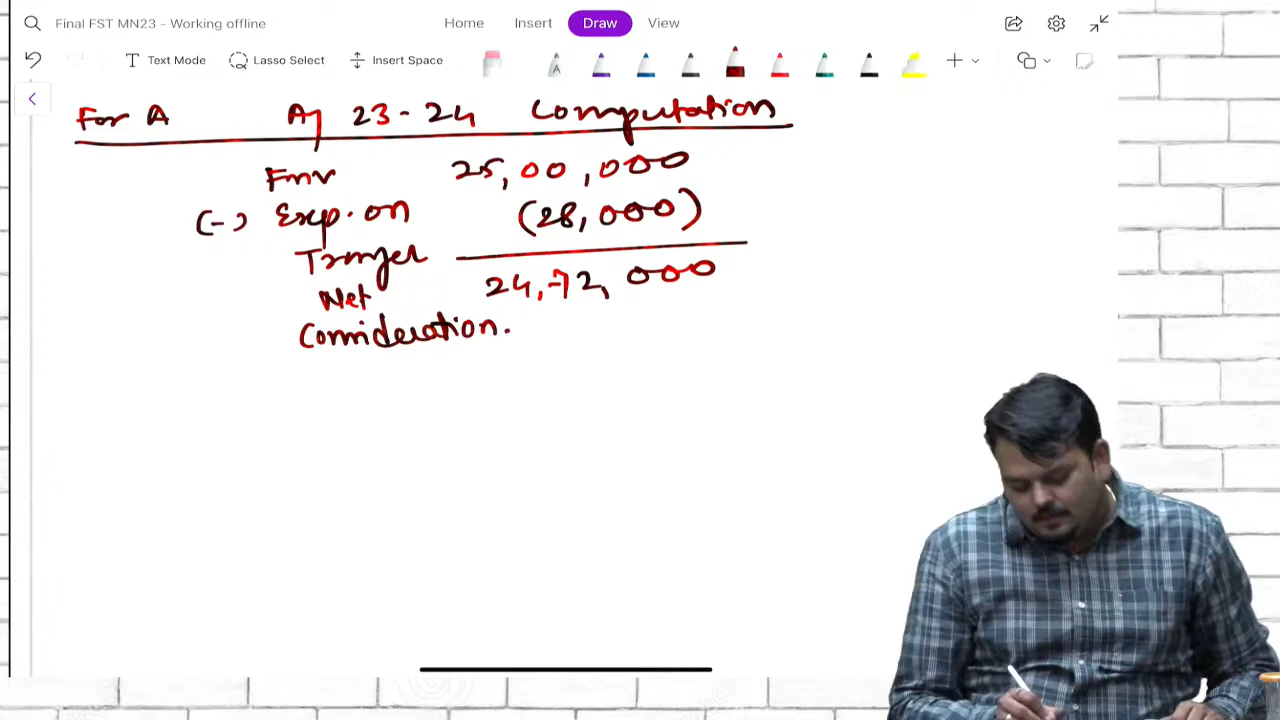 Final FST MN23 - Working offline
Home Insert Draw View
Text Mode Lasso Select Insert Space
A
For A Ay 23-24 Computation
Fmv 25,00,000
(-) Exp. on (28,000)
Transfer
Net 24,72,000
Consideration.